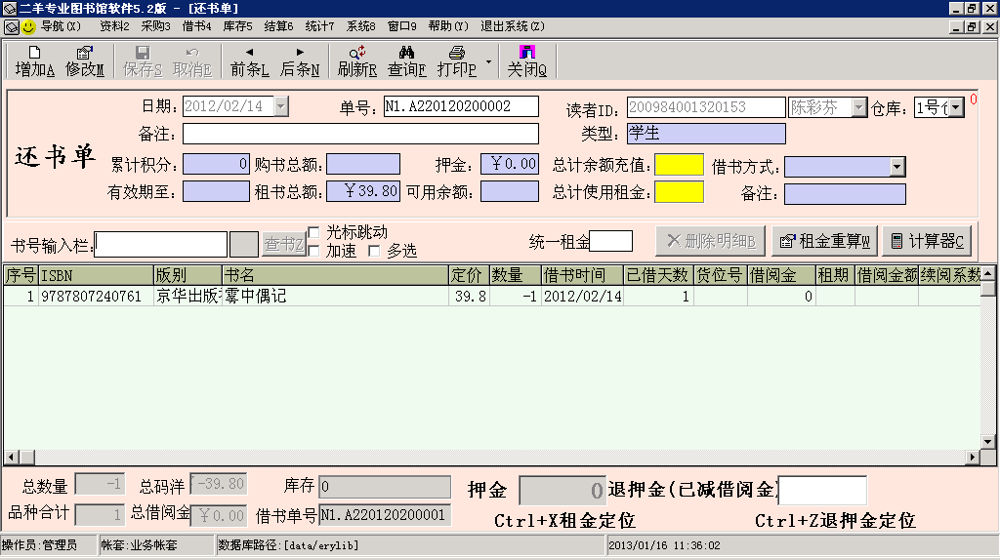 二羊专业图书馆软件5.2版 - [还书单]
导航(X) 资料2 采购3 借书4 库存5 结算6 统计7 系统8 窗口9 帮助(Y) 退出系统(Z)
增加A 修改M 保存S 取消E 前条L 后条N 刷新R 查询F 打印P 关闭Q
日期: 2012/02/14 单号: N1.A220120200002 读者ID: 200984001320153 陈彩芬 仓库: 1号仓 0
备注: 类型: 学生
还书单
累计积分: 0 购书总额: 押金: ￥0.00 总计余额充值: 借书方式:
有效期至: 租书总额: ￥39.80 可用余额: 总计使用租金: 备注:
书号输入栏: 查书Z 光标跳动 加速 多选 统一租金 删除明细B 租金重算W 计算器C
序号 ISBN 版别 书名 定价 数量 借书时间 已借天数 货位号 借阅金 租期 借阅金额 续阅系数
1 9787807240761 京华出版 雾中偶记 39.8 -1 2012/02/14 1 0
总数量 -1 总码洋 -39.80 库存 0 押金 0 退押金(已减借阅金)
品种合计 1 总借阅金 ￥0.00 借书单号 N1.A220120200001 Ctrl+X租金定位 Ctrl+Z退押金定位
操作员:管理员 帐套:业务帐套 数据库路径:[data/erylib] 2013/01/16 11:36:02